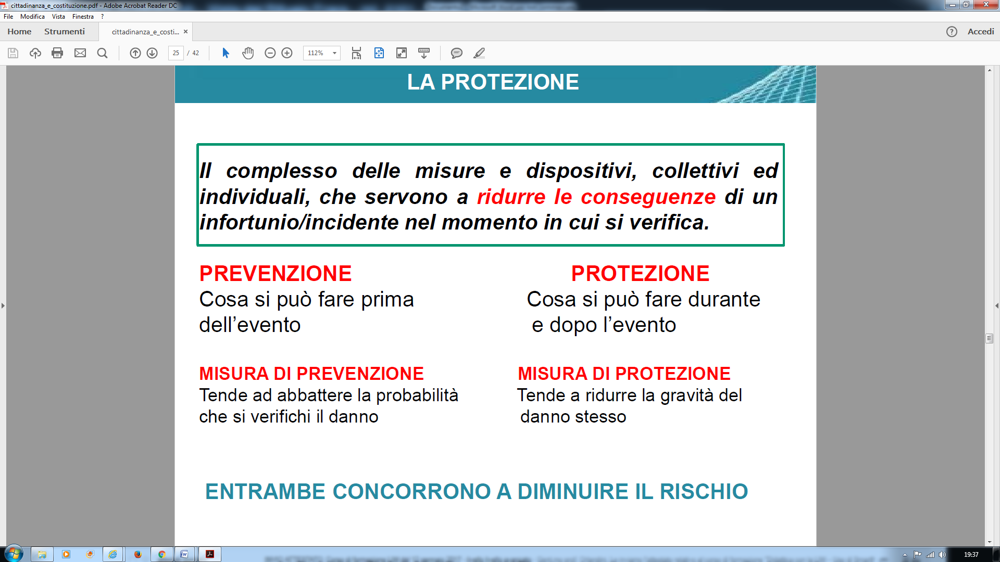 cittadinanza_e_costituzione.pdf - Adobe Acrobat Reader DC
File Modifica Vista Finestra ?
Home Strumenti cittadinanza_e_costi... × ? Accedi
25 / 42 112%
LA PROTEZIONE
Il complesso delle misure e dispositivi, collettivi ed
individuali, che servono a ridurre le conseguenze di un
infortunio/incidente nel momento in cui si verifica.
PREVENZIONE
Cosa si può fare prima
dell’evento
PROTEZIONE
Cosa si può fare durante
e dopo l’evento
MISURA DI PREVENZIONE
Tende ad abbattere la probabilità
che si verifichi il danno
MISURA DI PROTEZIONE
Tende a ridurre la gravità del
danno stesso
ENTRAMBE CONCORRONO A DIMINUIRE IL RISCHIO
19:37